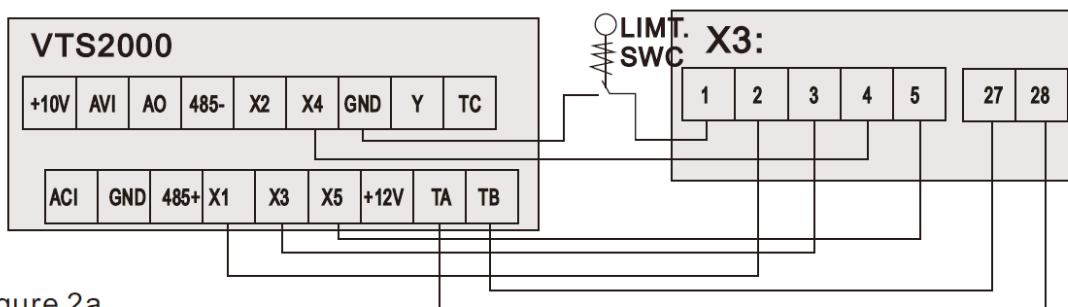 VTS2000
LIMT.
SWC
X3:
+10V AVI AO 485- X2 X4 GND Y TC
1 2 3 4 5 27 28
ACI GND 485+ X1 X3 X5 +12V TA TB
gure 2a